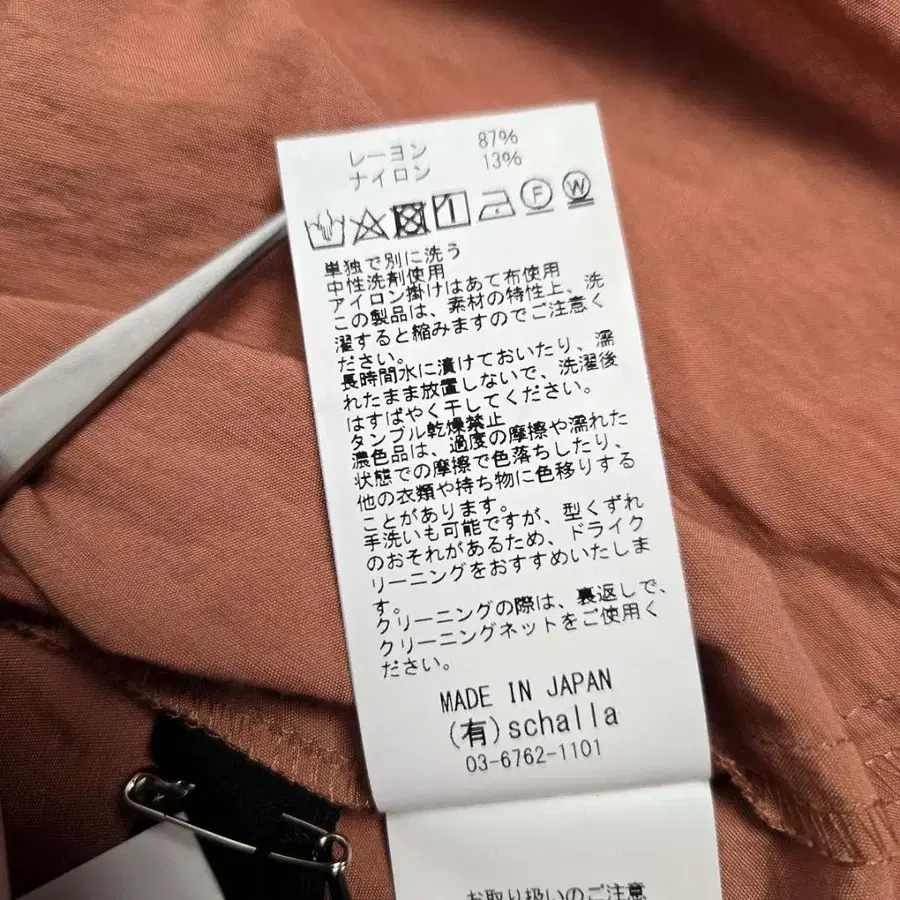 レーヨン 87%
ナイロン 13%
F W
単独で別に洗う
中性洗剤使用
アイロン掛けはあて布使用
この製品は、素材の特性上、洗
濯すると縮みますのでご注意く
ださい。
長時間水に漬けておいたり、濡
れたまま放置しないで、洗濯後
はすばやく干してください。
タンブル乾燥禁止
濃色品は、過度の摩擦や濡れた
状態での摩擦で色落ちしたり、
他の衣類や持ち物に色移りする
ことがあります。
手洗いも可能ですが、型くずれ
のおそれがあるため、ドライク
リーニングをおすすめいたしま
す。
クリーニングの際は、裏返しで、
クリーニングネットをご使用く
ださい。
MADE IN JAPAN
(有)schalla
03-6762-1101
お取り扱いのご注意